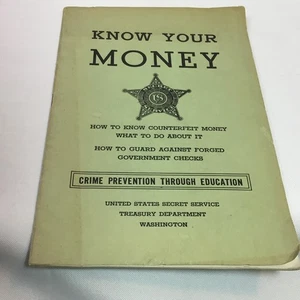 KNOW YOUR
MONEY
US
HOW TO KNOW COUNTERFEIT MONEY
WHAT TO DO ABOUT IT
HOW TO GUARD AGAINST FORGED
GOVERNMENT CHECKS
CRIME PREVENTION THROUGH EDUCATION
UNITED STATES SECRET SERVICE
TREASURY DEPARTMENT
WASHINGTON